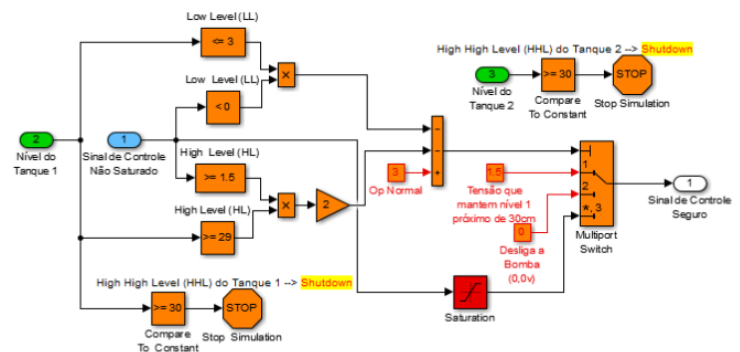 Low Level (LL)
<= 3
Low Level (LL)
< 0
×
High High Level (HHL) do Tanque 2 --> Shutdown
3
Nível do
Tanque 2
>= 30
Compare
To Constant
STOP
Stop Simulation
2
Nível do
Tanque 1
1
Sinal de Controle
Não Saturado
High Level (HL)
>= 1.5
High Level (HL)
>= 29
×
2
-
-
+
3
Op Normal
1.5
Tensão que
mantem nível 1
próximo de 30cm
0
Desliga a
Bomba
(0,0v)
1
2
*, 3
Multiport
Switch
1
Sinal de Controle
Seguro
High High Level (HHL) do Tanque 1 --> Shutdown
>= 30
Compare
To Constant
STOP
Stop Simulation
Saturation